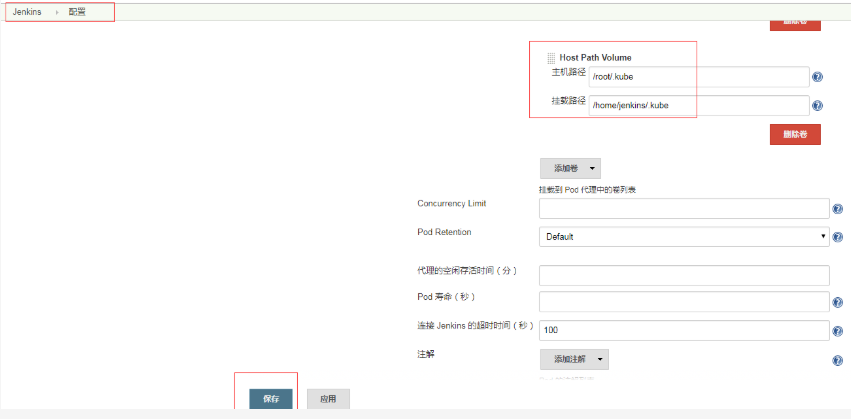 Jenkins › 配置
删除卷
Host Path Volume
主机路径 /root/.kube
挂载路径 /home/jenkins/.kube
删除卷
添加卷
挂载到 Pod 代理中的卷列表
Concurrency Limit
Pod Retention Default
代理的空闲存活时间（分）
Pod 寿命（秒）
连接 Jenkins 的超时时间（秒） 100
注解 添加注解
保存 应用